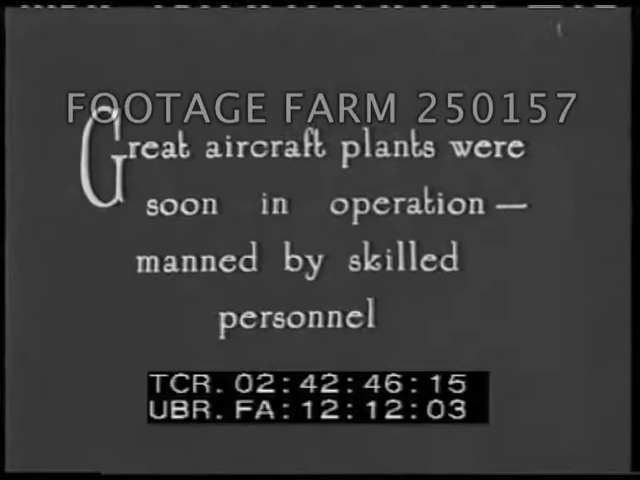 FOOTAGE FARM 250157
Great aircraft plants were
soon in operation —
manned by skilled
personnel
TCR. 02:42:46:15
UBR. FA:12:12:03